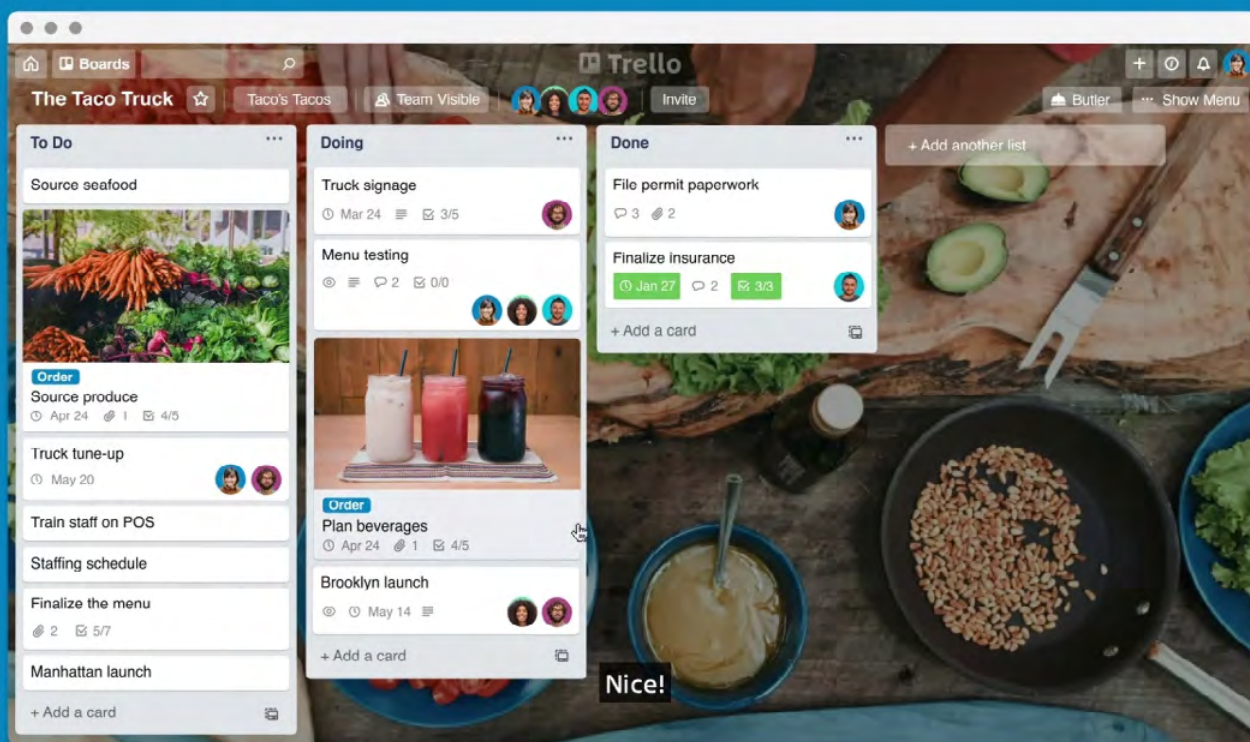 Boards
Trello
The Taco Truck
Taco's Tacos
Team Visible
Invite
Butler
... Show Menu
To Do
Source seafood
Order
Source produce
Apr 24 1 4/5
Truck tune-up
May 20
Train staff on POS
Staffing schedule
Finalize the menu
2 5/7
Manhattan launch
+ Add a card
Doing
Truck signage
Mar 24 3/5
Menu testing
2 0/0
Order
Plan beverages
Apr 24 1 4/5
Brooklyn launch
May 14
+ Add a card
Done
File permit paperwork
3 2
Finalize insurance
Jan 27 2 3/3
+ Add a card
+ Add another list
Nice!